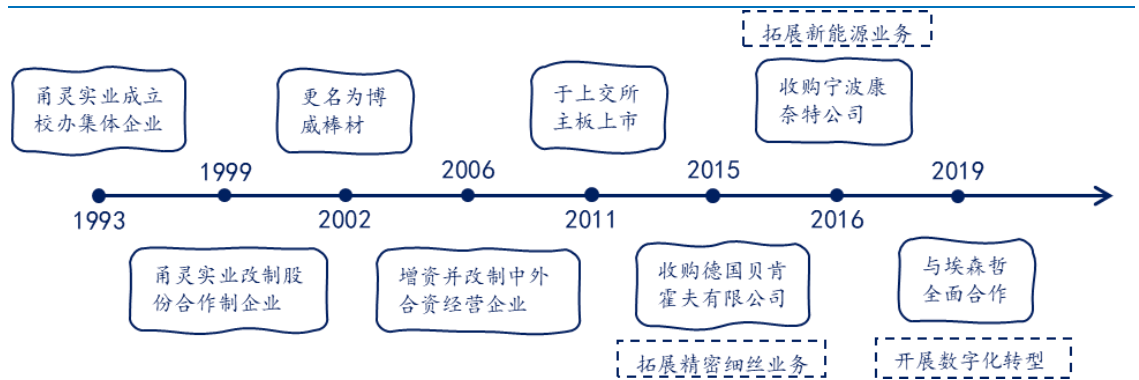 拓展新能源业务
甬灵实业成立
校办集体企业
更名为博
威棒材
于上交所
主板上市
收购宁波康
奈特公司
1999
2006
2015
2019
1993
2002
2011
2016
甬灵实业改制股
份合作制企业
增资并改制中外
合资经营企业
收购德国贝肯
霍夫有限公司
与埃森哲
全面合作
拓展精密细丝业务
开展数字化转型